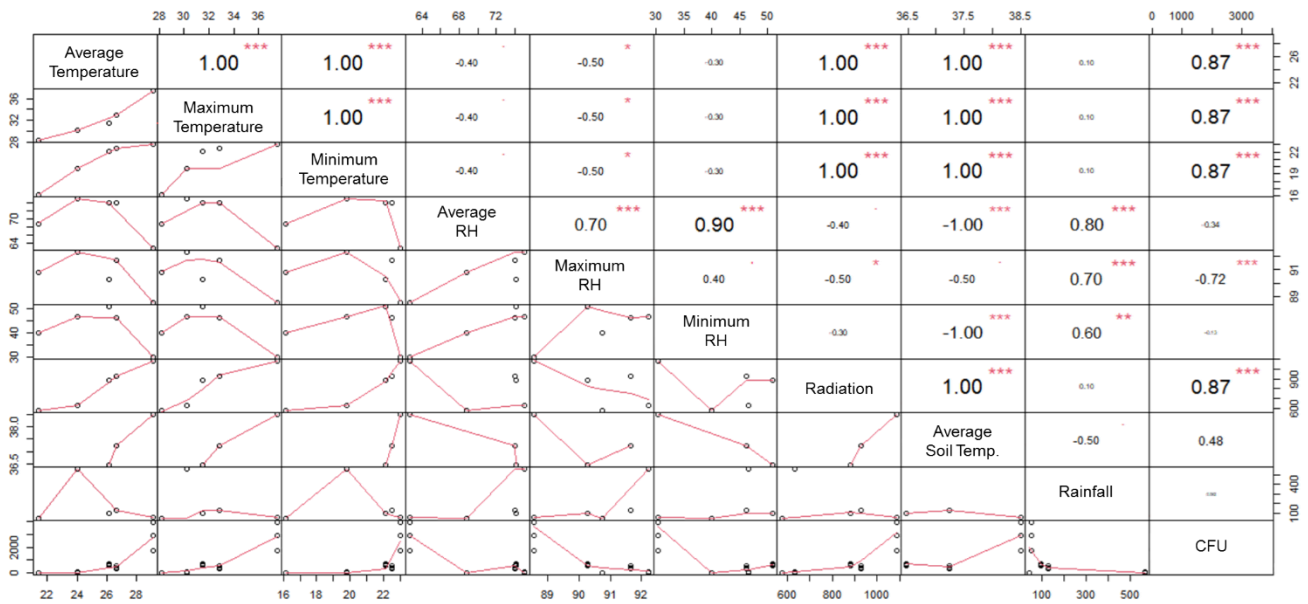 28 30 32 34 36 64 68 72 30 35 40 45 50 36.5 37.5 38.5 0 1000 3000
Average Temperature 1.00 *** 1.00 *** -0.40 . -0.50 * -0.30 1.00 *** 1.00 *** 0.10 0.87 *** 22 26
28 32 36 Maximum Temperature 1.00 *** -0.40 . -0.50 * -0.30 1.00 *** 1.00 *** 0.10 0.87 ***
Minimum Temperature -0.40 . -0.50 * -0.30 1.00 *** 1.00 *** 0.10 0.87 *** 16 19 22
64 70 Average RH 0.70 *** 0.90 *** -0.40 . -1.00 *** 0.80 *** -0.34
Maximum RH 0.40 . -0.50 * -0.50 . 0.70 *** -0.72 *** 89 91
30 40 50 Minimum RH -0.30 -1.00 *** 0.60 **
Radiation 1.00 *** 0.10 0.87 *** 600 900
36.5 38.0 Average Soil Temp. -0.50 . 0.48
Rainfall 100 400
0 2000 CFU
22 24 26 28 16 18 20 22 89 90 91 92 600 800 1000 100 300 500